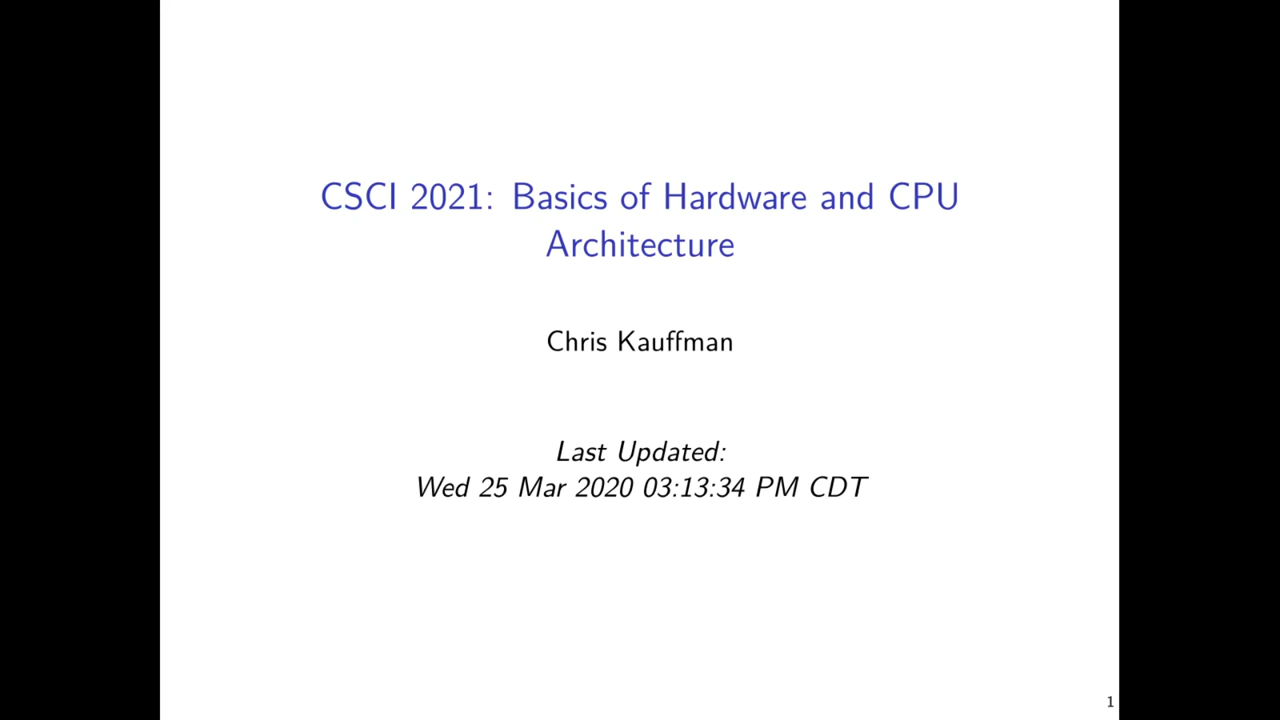 CSCI 2021: Basics of Hardware and CPU
Architecture
Chris Kauffman
Last Updated:
Wed 25 Mar 2020 03:13:34 PM CDT
1